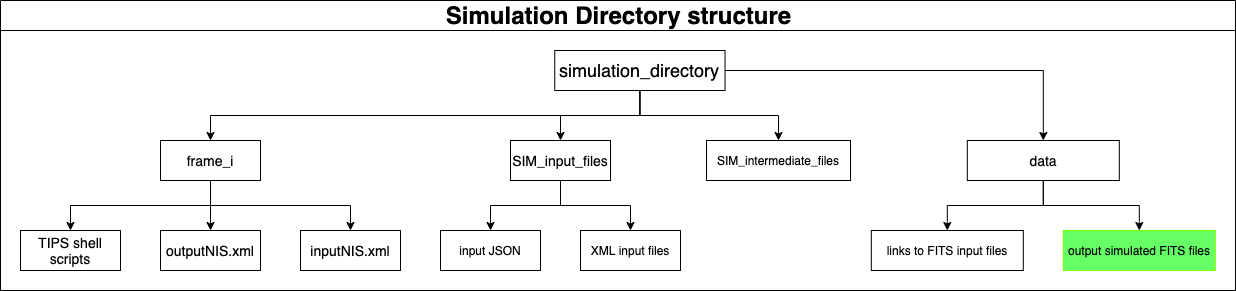 Simulation Directory structure
simulation_directory
frame_i
SIM_input_files
SIM_intermediate_files
data
TIPS shell
scripts
outputNIS.xml
inputNIS.xml
input JSON
XML input files
links to FITS input files
output simulated FITS files